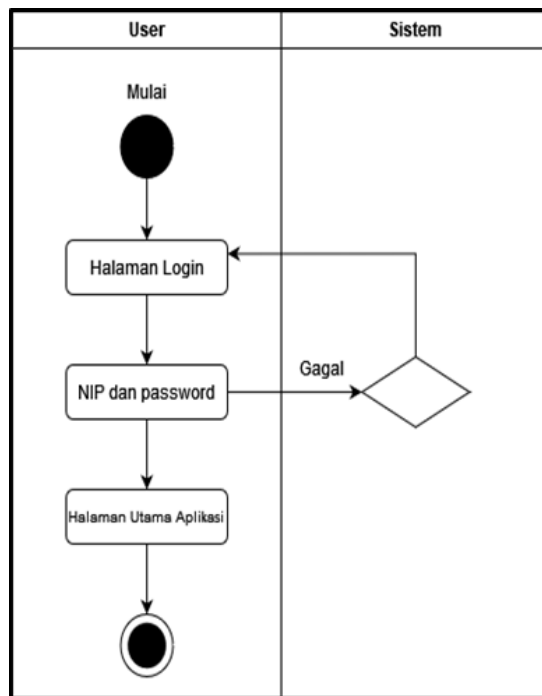 User
Sistem
Mulai
Halaman Login
NIP dan password
Gagal
Halaman Utama Aplikasi